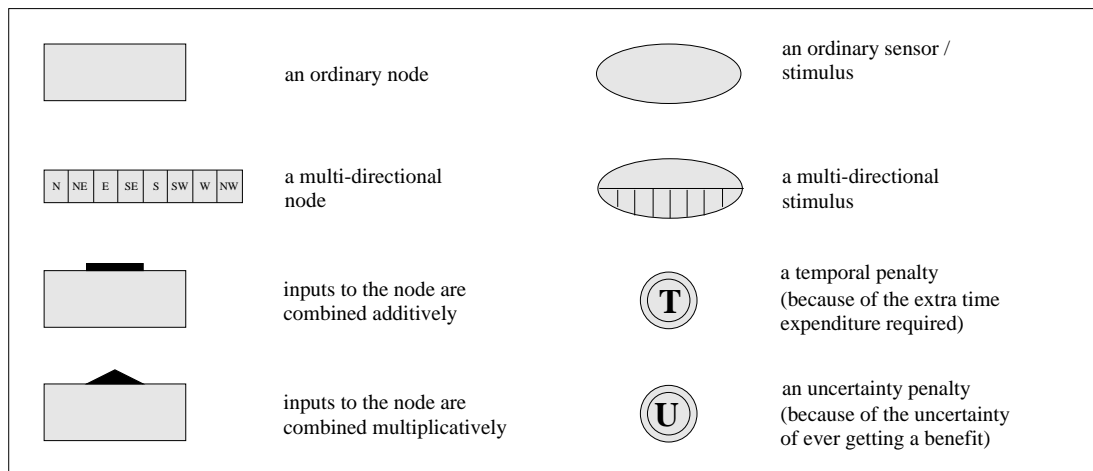 an ordinary node
an ordinary sensor /
stimulus
N NE E SE S SW W NW
a multi-directional
node
a multi-directional
stimulus
inputs to the node are
combined additively
T
a temporal penalty
(because of the extra time
expenditure required)
inputs to the node are
combined multiplicatively
U
an uncertainty penalty
(because of the uncertainty
of ever getting a benefit)